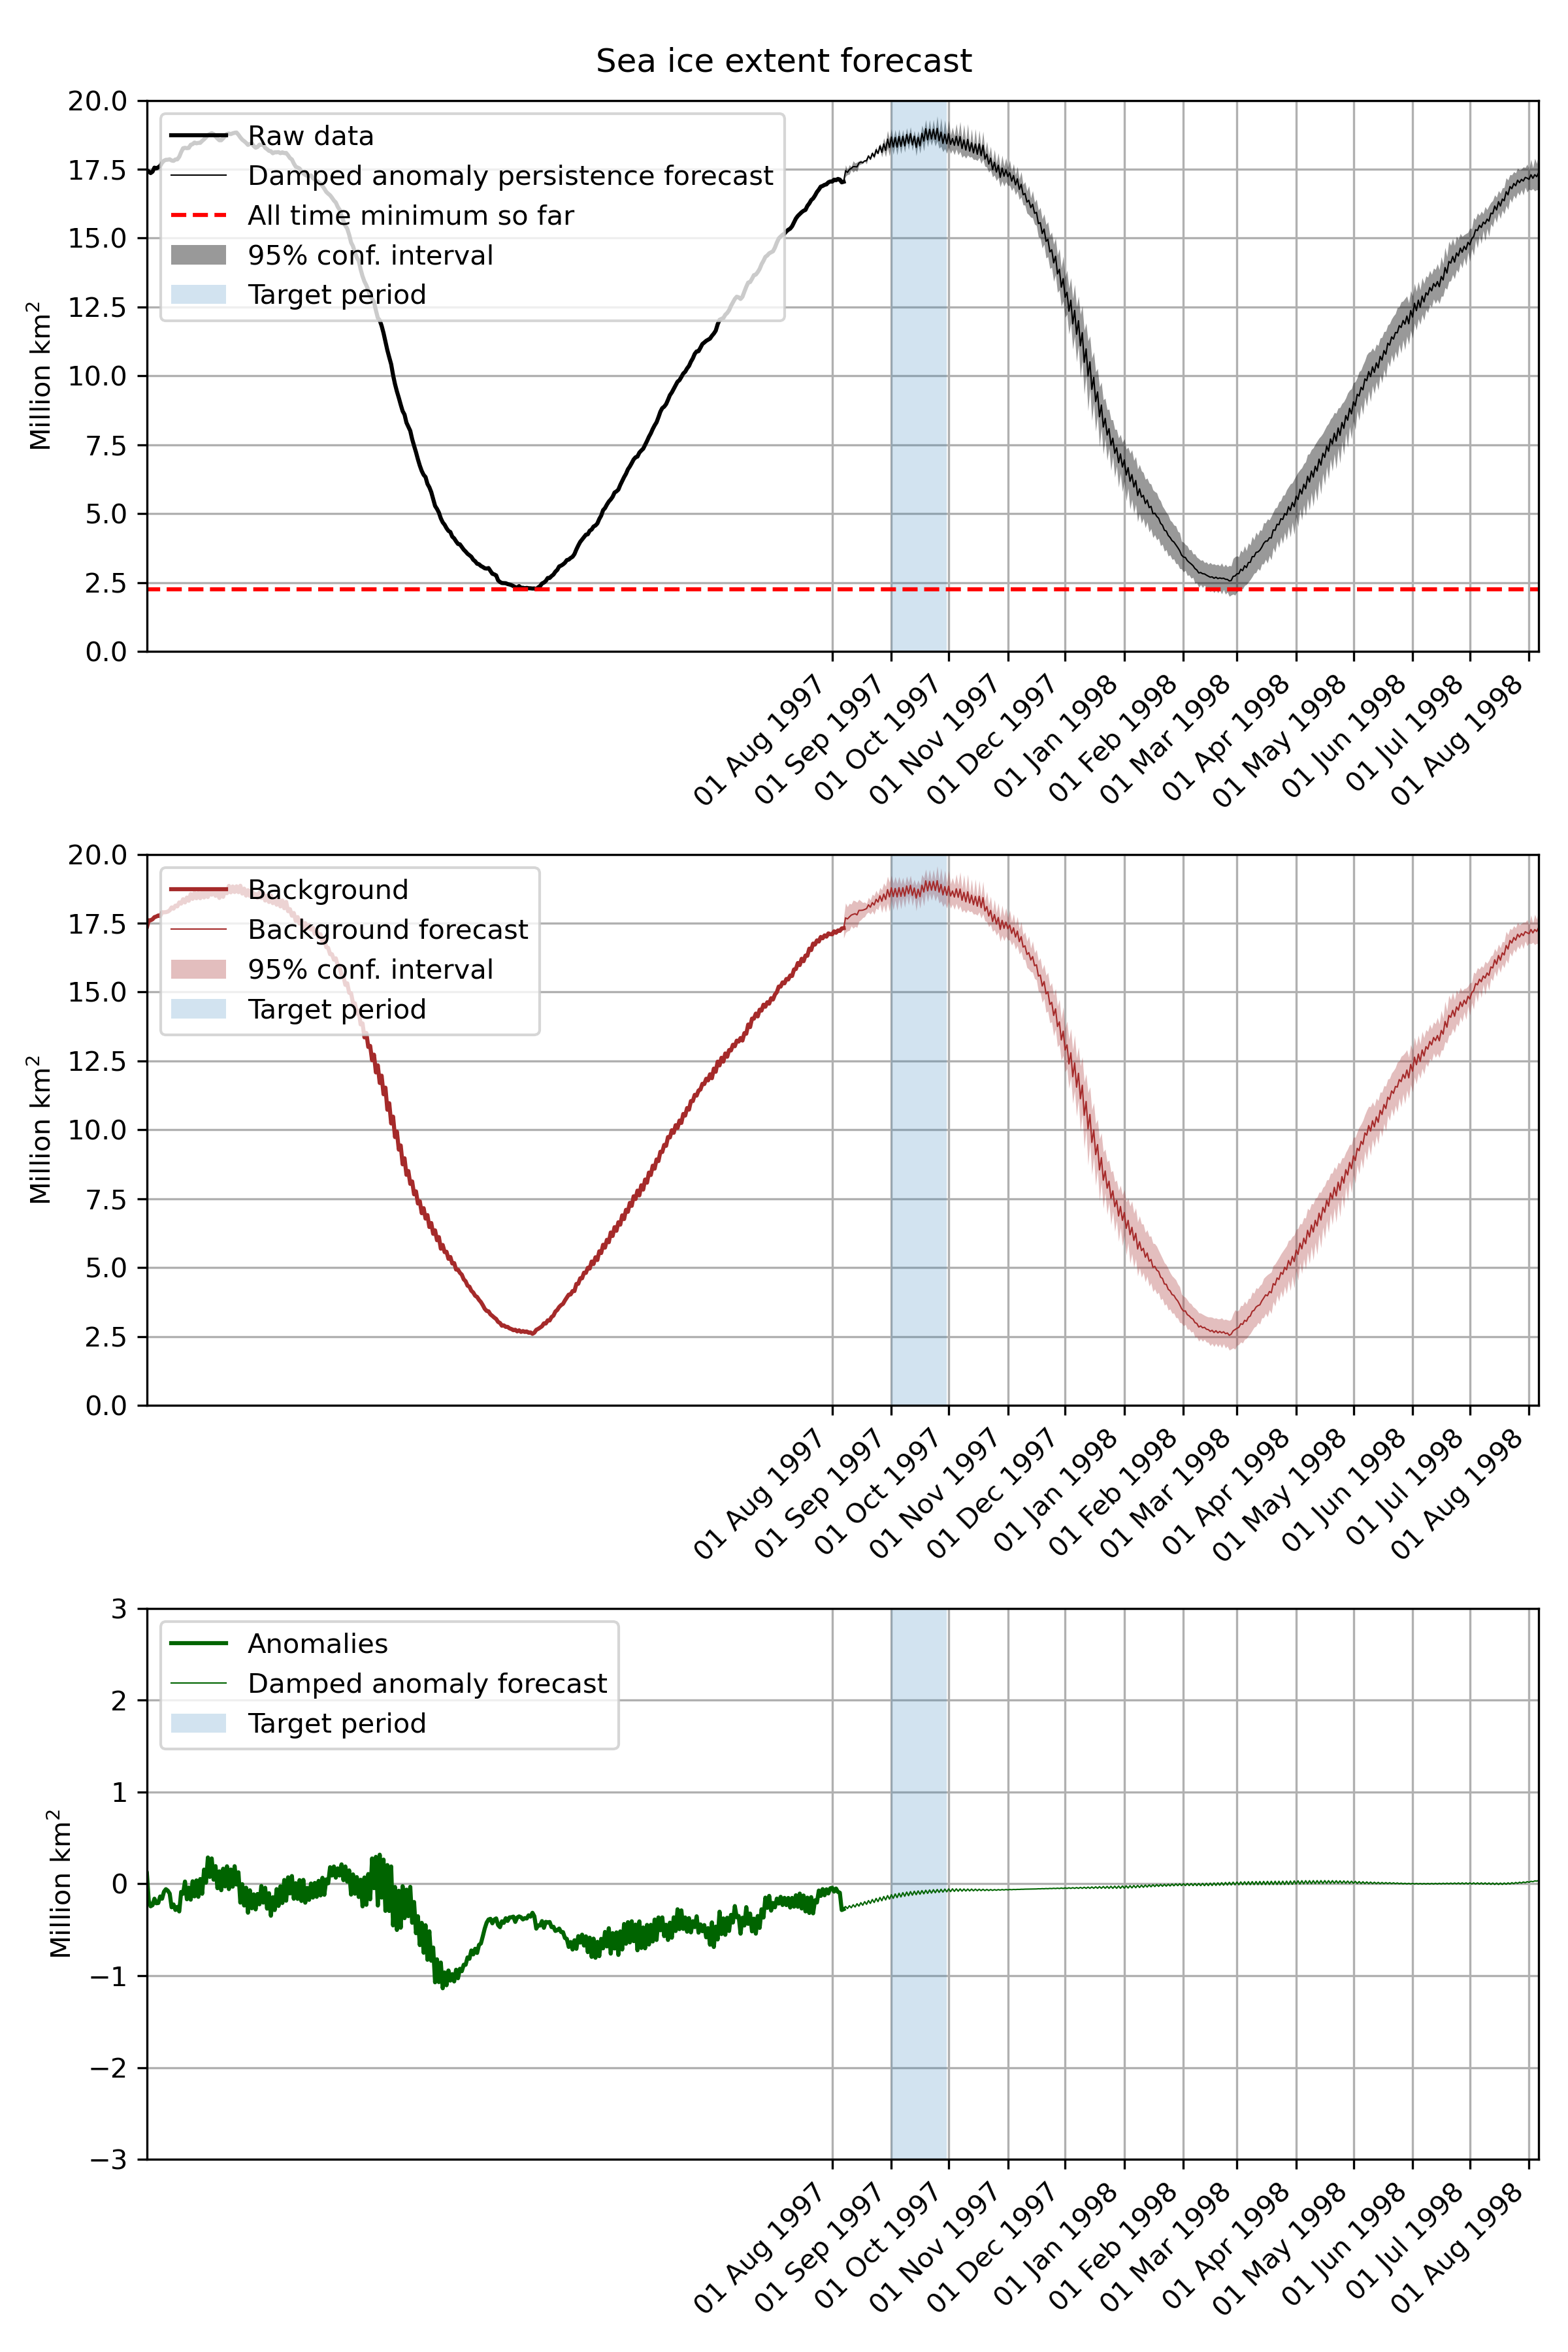 Sea ice extent forecast
20.0
17.5
15.0
12.5
10.0
7.5
5.0
2.5
0.0
Million km²
Raw data
Damped anomaly persistence forecast
All time minimum so far
95% conf. interval
Target period
01 Aug 1997
01 Sep 1997
01 Oct 1997
01 Nov 1997
01 Dec 1997
01 Jan 1998
01 Feb 1998
01 Mar 1998
01 Apr 1998
01 May 1998
01 Jun 1998
01 Jul 1998
01 Aug 1998
20.0
17.5
15.0
12.5
10.0
7.5
5.0
2.5
0.0
Million km²
Background
Background forecast
95% conf. interval
Target period
01 Aug 1997
01 Sep 1997
01 Oct 1997
01 Nov 1997
01 Dec 1997
01 Jan 1998
01 Feb 1998
01 Mar 1998
01 Apr 1998
01 May 1998
01 Jun 1998
01 Jul 1998
01 Aug 1998
3
2
1
0
−1
−2
−3
Million km²
Anomalies
Damped anomaly forecast
Target period
01 Aug 1997
01 Sep 1997
01 Oct 1997
01 Nov 1997
01 Dec 1997
01 Jan 1998
01 Feb 1998
01 Mar 1998
01 Apr 1998
01 May 1998
01 Jun 1998
01 Jul 1998
01 Aug 1998